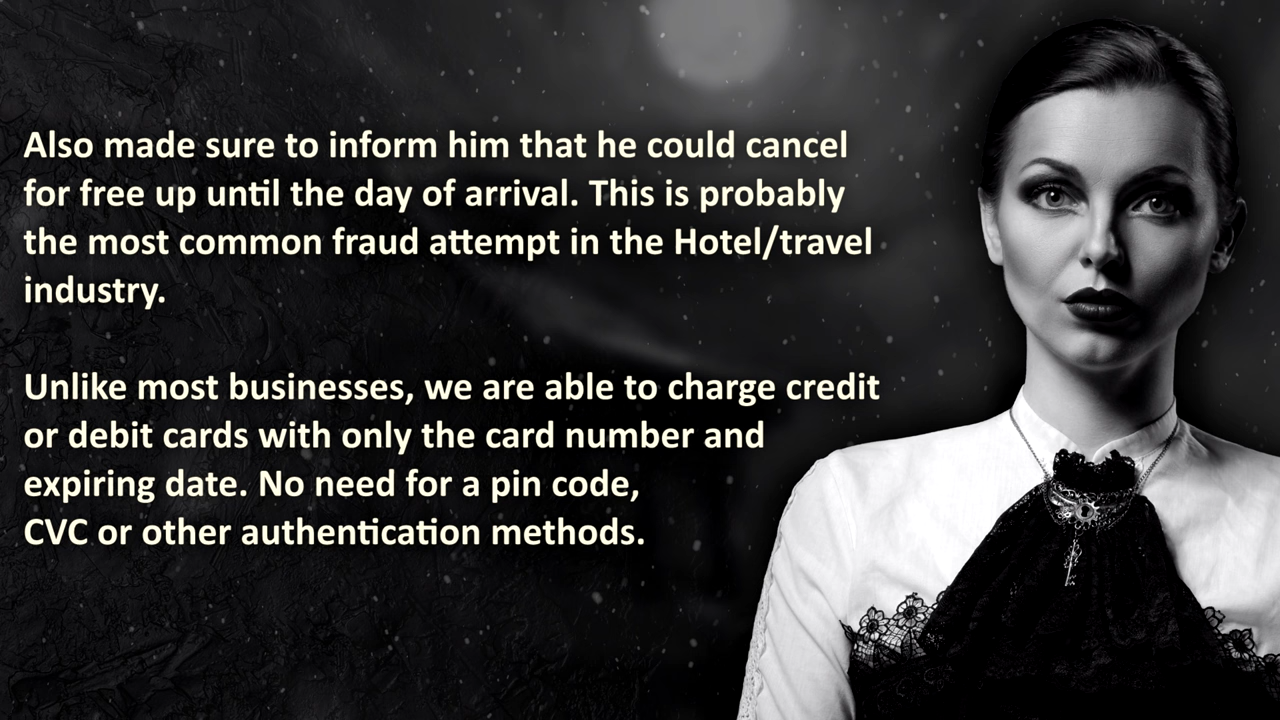 Also made sure to inform him that he could cancel
for free up until the day of arrival. This is probably
the most common fraud attempt in the Hotel/travel
industry.
Unlike most businesses, we are able to charge credit
or debit cards with only the card number and
expiring date. No need for a pin code,
CVC or other authentication methods.